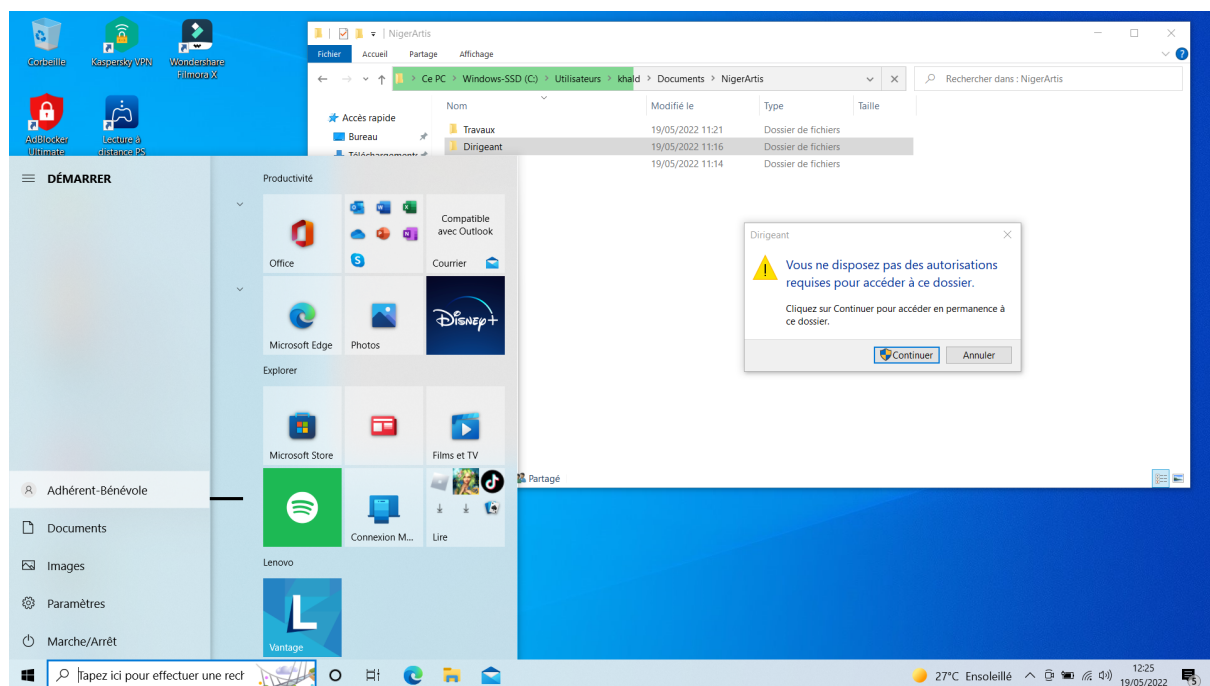 Corbeille
Kaspersky VPN
Wondershare
Filmora X
AdBlocker
Ultimate
Lecture à
distance PS
NigerArtis
Fichier Accueil Partage Affichage
Ce PC > Windows-SSD (C:) > Utilisateurs > khald > Documents > NigerArtis
Rechercher dans : NigerArtis
Nom Modifié le Type Taille
Accès rapide
Bureau
Téléchargements
Travaux 19/05/2022 11:21 Dossier de fichiers
Dirigeant 19/05/2022 11:16 Dossier de fichiers
19/05/2022 11:14 Dossier de fichiers
Partagé
Dirigeant
Vous ne disposez pas des autorisations
requises pour accéder à ce dossier.
Cliquez sur Continuer pour accéder en permanence à
ce dossier.
Continuer Annuler
DÉMARRER
Adhérent-Bénévole
Documents
Images
Paramètres
Marche/Arrêt
Productivité
Office
Compatible
avec Outlook
Courrier
Microsoft Edge
Photos
Disney+
Explorer
Microsoft Store
Films et TV
Connexion M...
Lire
Lenovo
L
Vantage
Tapez ici pour effectuer une rech
27°C Ensoleillé
12:25
19/05/2022
5